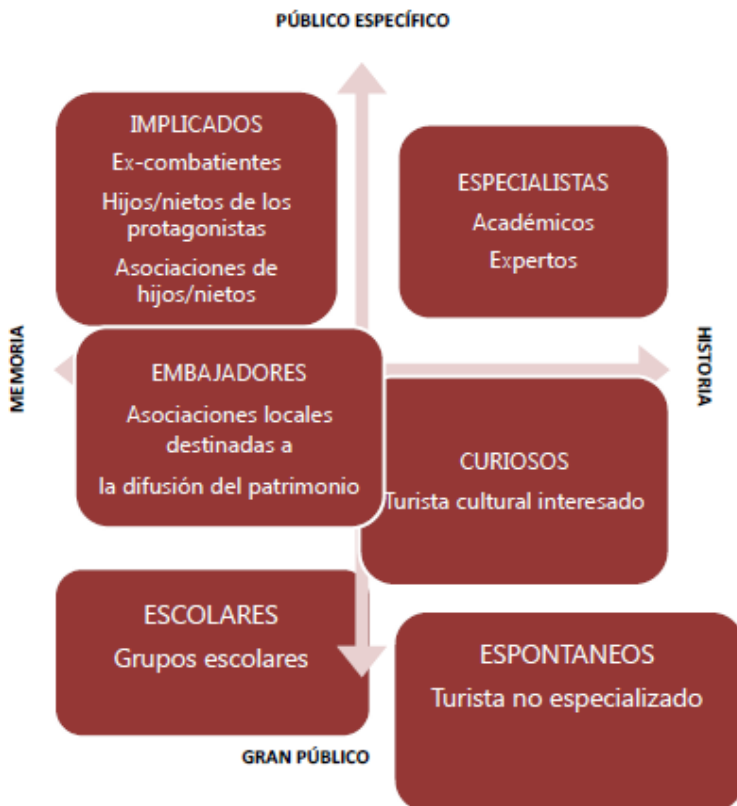 PÚBLICO ESPECÍFICO
IMPLICADOS
Ex-combatientes
Hijos/nietos de los
protagonistas
Asociaciones de
hijos/nietos
ESPECIALISTAS
Académicos
Expertos
MEMORIA
HISTORIA
EMBAJADORES
Asociaciones locales
destinadas a
la difusión del patrimonio
CURIOSOS
Turista cultural interesado
ESCOLARES
Grupos escolares
ESPONTANEOS
Turista no especializado
GRAN PÚBLICO